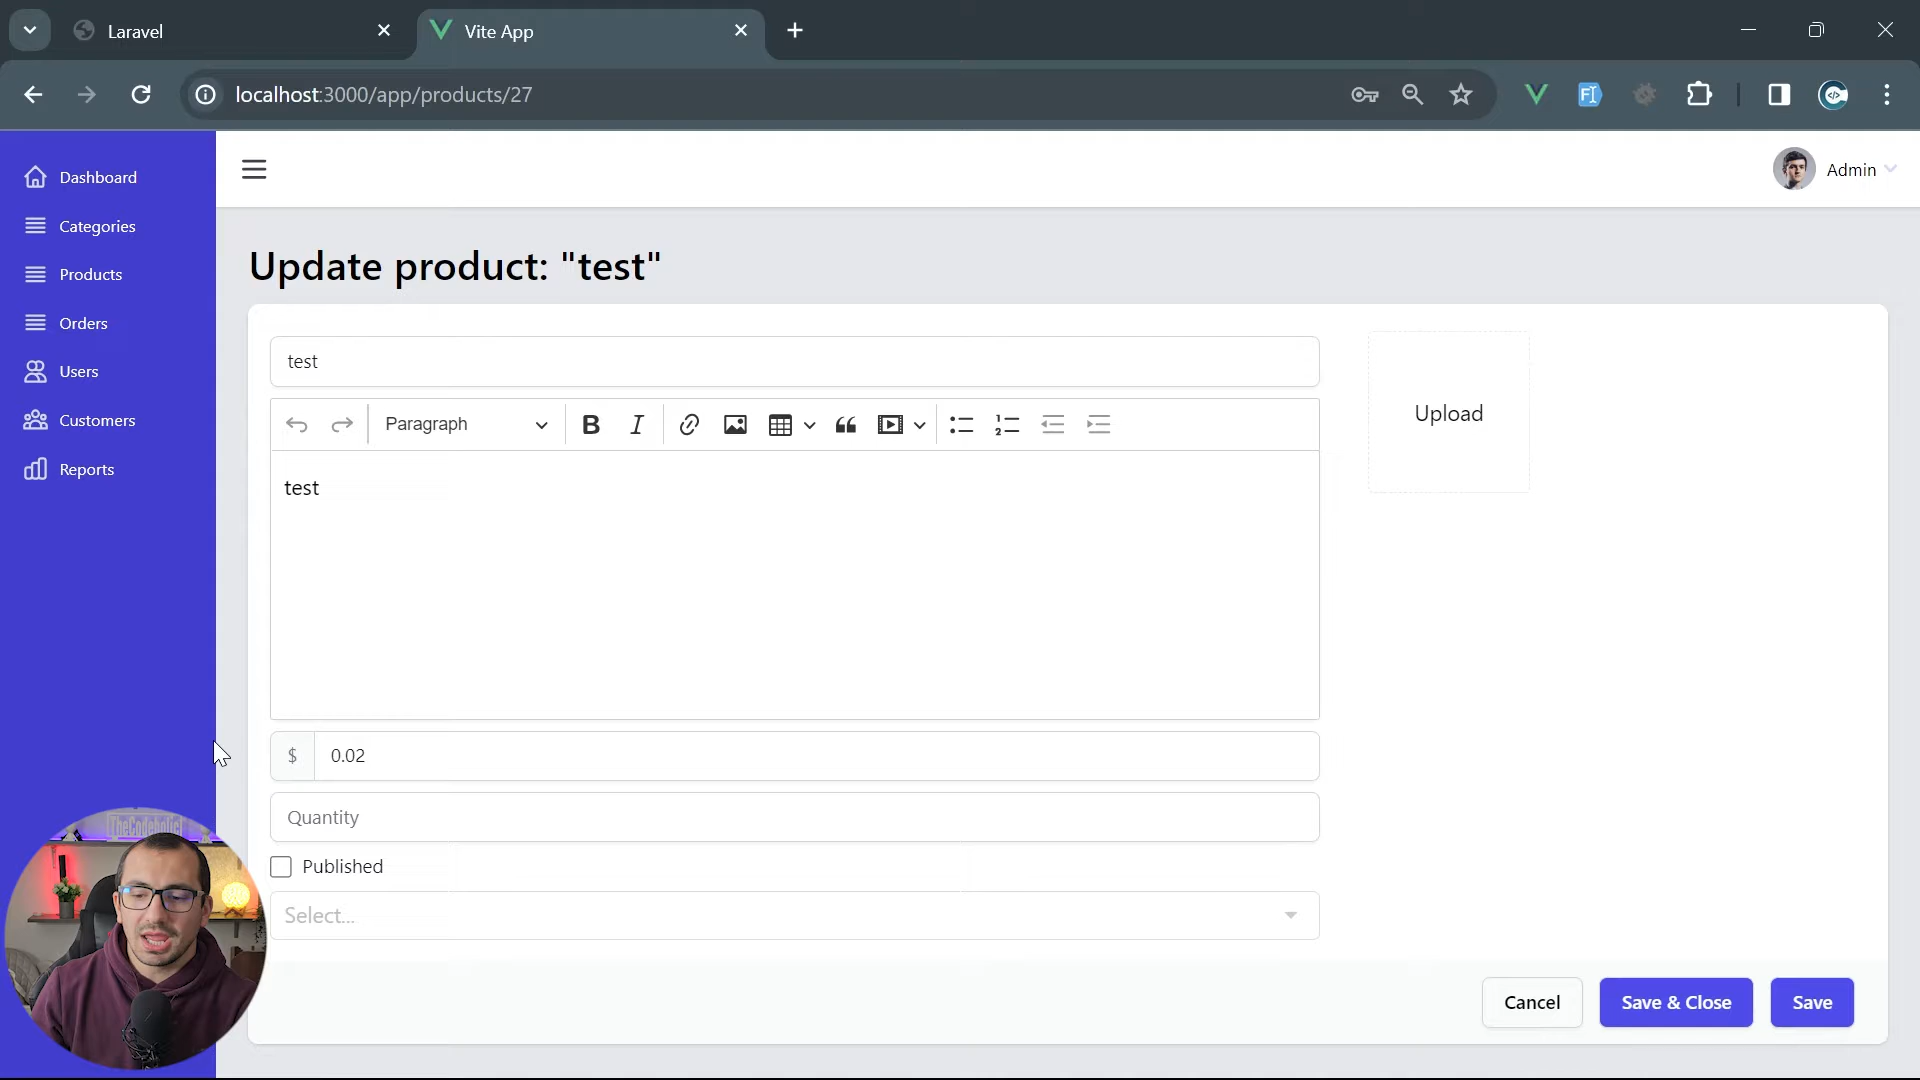 Laravel
Vite App
localhost:3000/app/products/27
Dashboard
Categories
Products
Orders
Users
Customers
Reports
Admin
Update product: "test"
test
Paragraph
test
Upload
$ 0.02
Quantity
Published
Select...
Cancel
Save & Close
Save
TheCodeholic